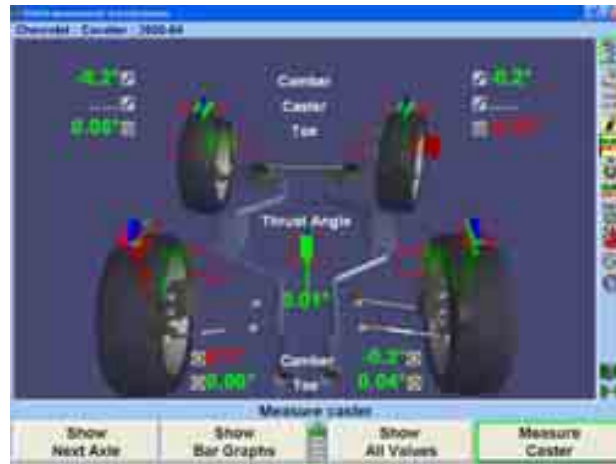 Chevrolet : Cavalier : 2000-04
-0.2° Camber -0.2°
..... Caster .....
0.00° Toe
Thrust Angle
0.01°
Camber -0.2°
0.00° Toe 0.04°
Measure caster
Show Next Axle
Show Bar Graphs
Show All Values
Measure Caster